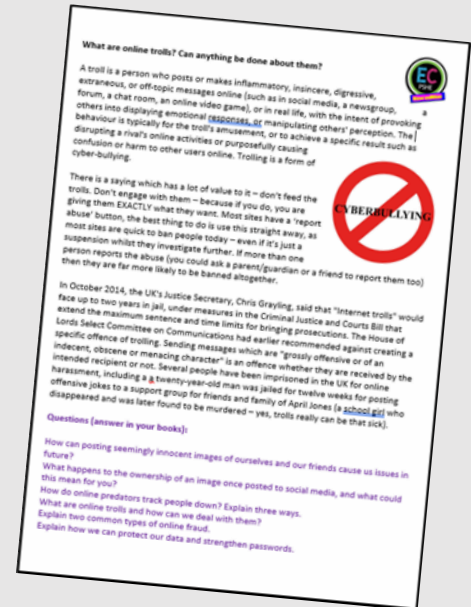 What are online trolls? Can anything be done about them?
EC
PSHE
A troll is a person who posts or makes inflammatory, insincere, digressive,
extraneous, or off-topic messages online (such as in social media, a newsgroup, a
forum, a chat room, an online video game), or in real life, with the intent of provoking
others into displaying emotional responses, or manipulating others' perception. The
behaviour is typically for the troll's amusement, or to achieve a specific result such as
disrupting a rival's online activities or purposefully causing
confusion or harm to other users online. Trolling is a form of
cyber-bullying.
CYBERBULLYING
There is a saying which has a lot of value to it – don't feed the
trolls. Don't engage with them – because if you do, you are
giving them EXACTLY what they want. Most sites have a 'report
abuse' button, the best thing to do is use this straight away, as
most sites are quick to ban people today – even if it's just a
suspension whilst they investigate further. If more than one
person reports the abuse (you could ask a parent/guardian or a friend to report them too)
then they are far more likely to be banned altogether.
In October 2014, the UK's Justice Secretary, Chris Grayling, said that "Internet trolls" would
face up to two years in jail, under measures in the Criminal Justice and Courts Bill that
extend the maximum sentence and time limits for bringing prosecutions. The House of
Lords Select Committee on Communications had earlier recommended against creating a
specific offence of trolling. Sending messages which are "grossly offensive or of an
indecent, obscene or menacing character" is an offence whether they are received by the
intended recipient or not. Several people have been imprisoned in the UK for online
harassment, including a a twenty-year-old man was jailed for twelve weeks for posting
offensive jokes to a support group for friends and family of April Jones (a school girl who
disappeared and was later found to be murdered – yes, trolls really can be that sick).
Questions (answer in your books):
How can posting seemingly innocent images of ourselves and our friends cause us issues in
future?
What happens to the ownership of an image once posted to social media, and what could
this mean for you?
How do online predators track people down? Explain three ways.
What are online trolls and how can we deal with them?
Explain two common types of online fraud.
Explain how we can protect our data and strengthen passwords.